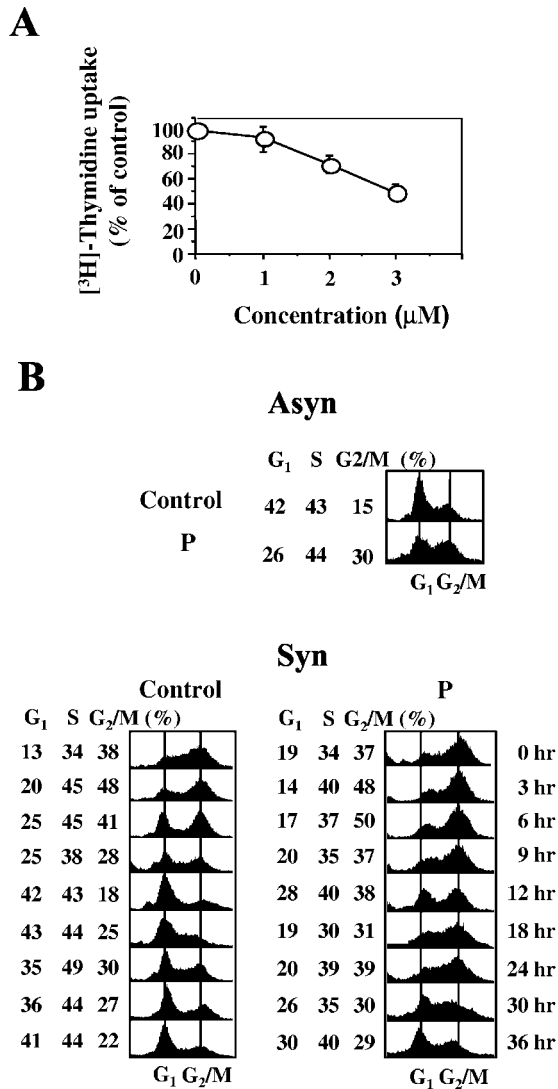 A
[³H]-Thymidine uptake
(% of control)
100
80
60
40
20
0
0 1 2 3
Concentration (μM)
B
Asyn
G₁ S G2/M (%)
Control 42 43 15
P 26 44 30
G₁ G₂/M
Syn
Control P
G₁ S G₂/M (%) G₁ S G₂/M (%)
13 34 38 19 34 37 0 hr
20 45 48 14 40 48 3 hr
25 45 41 17 37 50 6 hr
25 38 28 20 35 37 9 hr
42 43 18 28 40 38 12 hr
43 44 25 19 30 31 18 hr
35 49 30 20 39 39 24 hr
36 44 27 26 35 30 30 hr
41 44 22 30 40 29 36 hr
G₁ G₂/M G₁ G₂/M